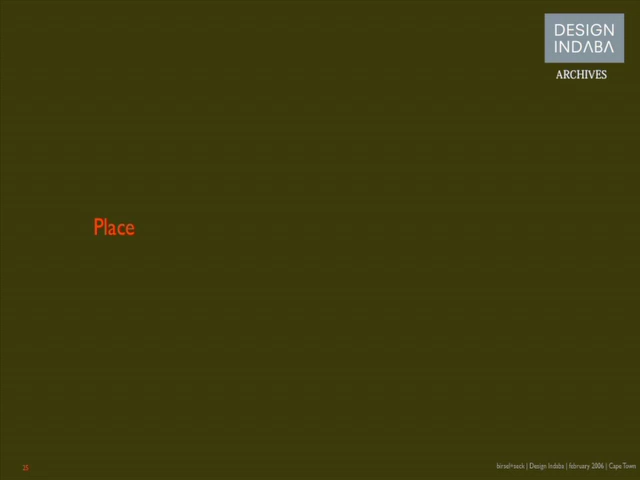 DESIGN
INDABA
ARCHIVES
Place
25
birsel+seck | Design Indaba | february 2006 | Cape Town